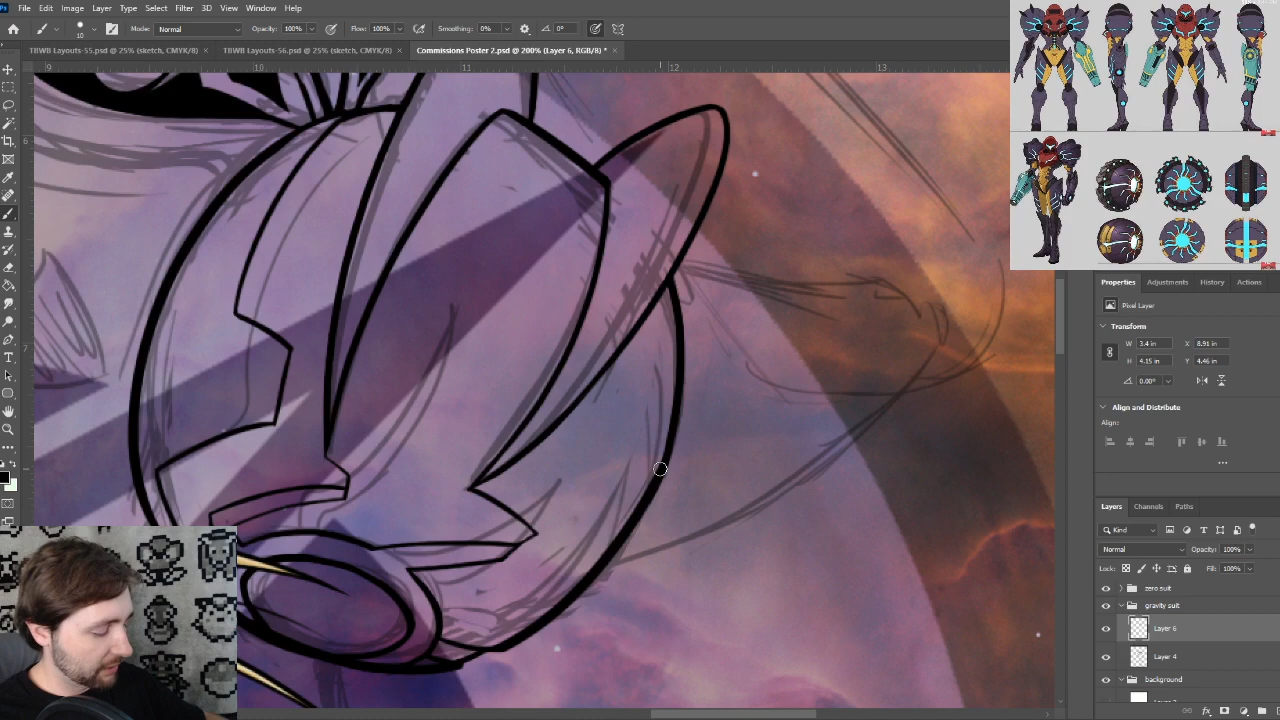 File Edit Image Layer Type Select Filter 3D View Window Help
10 Mode: Normal Opacity: 100% Flow: 100% Smoothing: 0% 0°
TBWB Layouts-55.psd @ 25% (sketch, CMYK/8) × TBWB Layouts-56.psd @ 25% (sketch, CMYK/8) × Commissions Poster 2.psd @ 200% (Layer 6, RGB/8) * ×
9 10 11 12 13
6
7
Properties Adjustments History Actions
Pixel Layer
Transform
W 3.4 in X 8.91 in
H 4.15 in Y 4.46 in
0.00°
Align and Distribute
Align:
Layers Channels Paths
Kind
Normal Opacity: 100%
Lock: Fill: 100%
zero suit
gravity suit
Layer 6
Layer 4
background